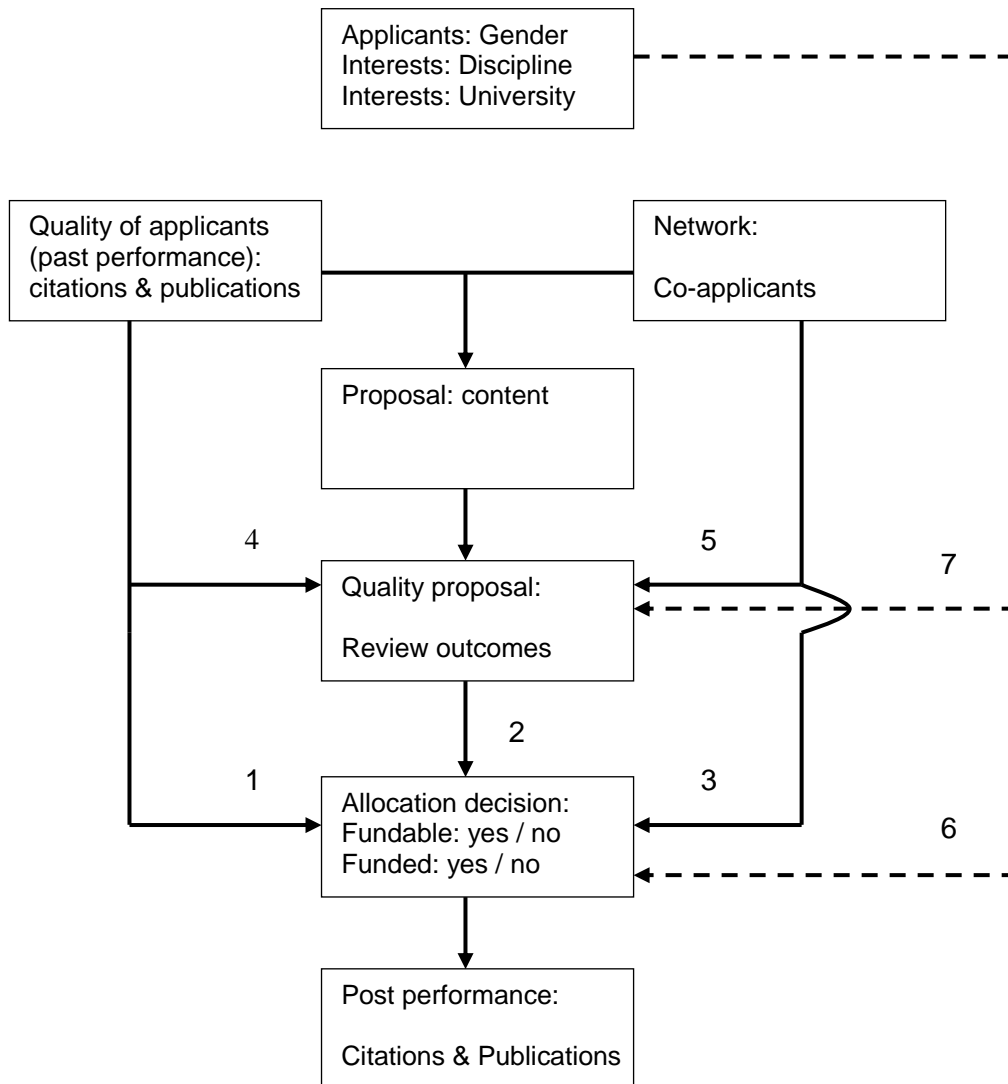 Applicants: Gender
Interests: Discipline
Interests: University
Quality of applicants
(past performance):
citations & publications
Network:
Co-applicants
Proposal: content
4
5
7
Quality proposal:
Review outcomes
2
1
3
6
Allocation decision:
Fundable: yes / no
Funded: yes / no
Post performance:
Citations & Publications